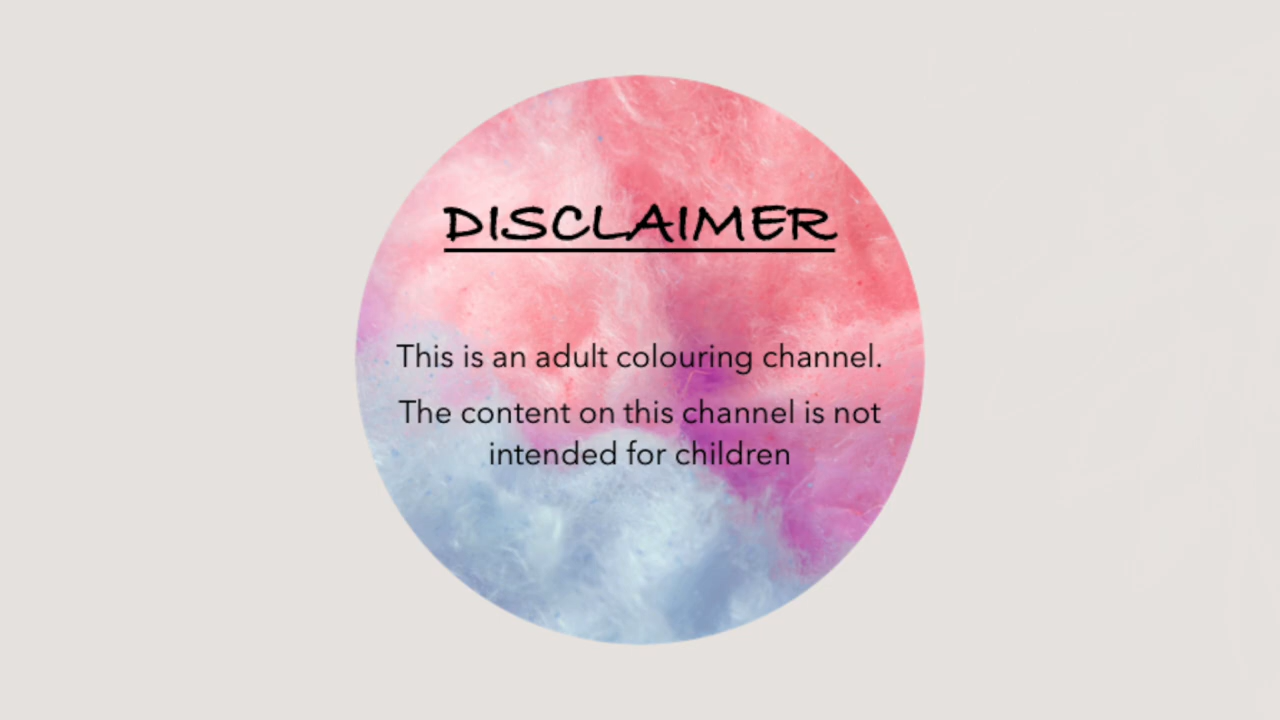 DISCLAIMER
This is an adult colouring channel.
The content on this channel is not
intended for children